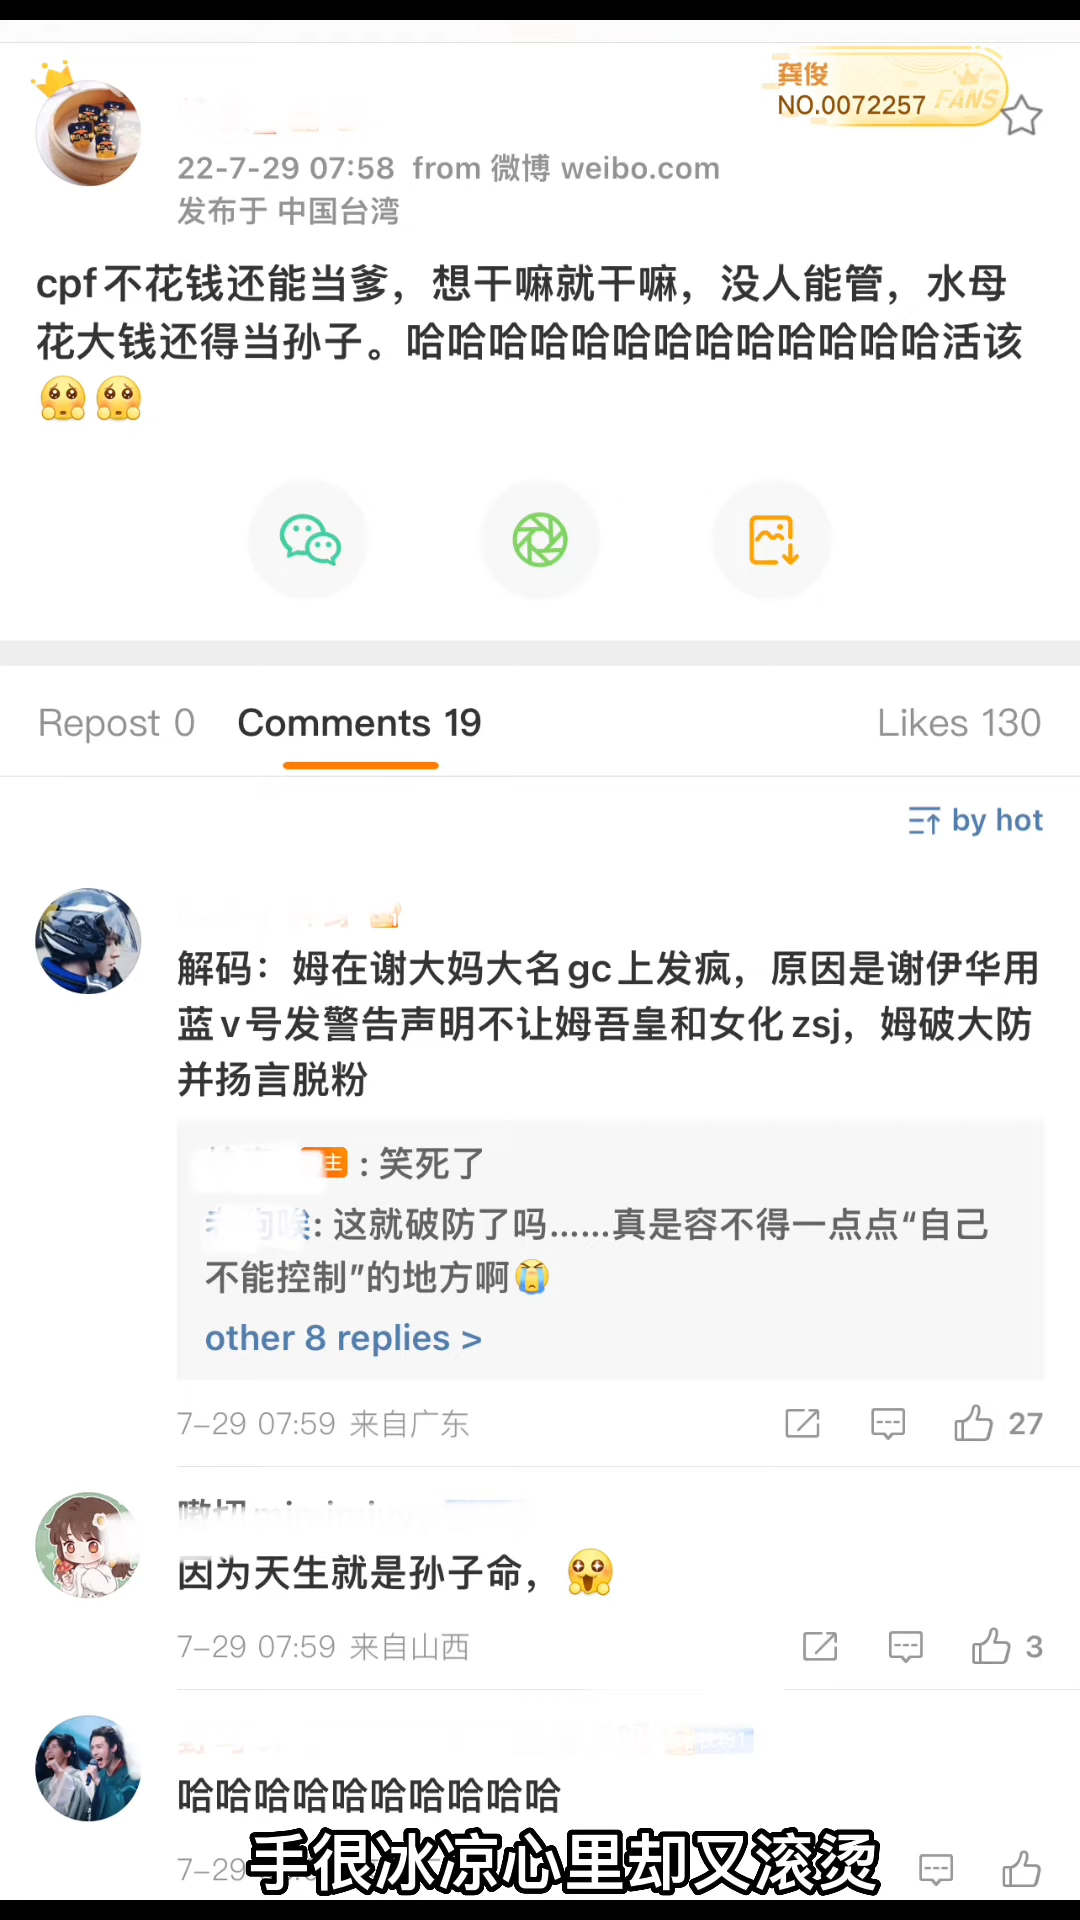 龚俊
NO.0072257 FANS
22-7-29 07:58 from 微博 weibo.com
发布于 中国台湾
cpf不花钱还能当爹，想干嘛就干嘛，没人能管，水母
花大钱还得当孙子。哈哈哈哈哈哈哈哈哈哈哈哈哈活该
Repost 0 Comments 19 Likes 130
by hot
解码：姆在谢大妈大名gc上发疯，原因是谢伊华用
蓝v号发警告声明不让姆吾皇和女化zsj，姆破大防
并扬言脱粉
主 : 笑死了
: 这就破防了吗……真是容不得一点点“自己
不能控制”的地方啊
other 8 replies >
7-29 07:59 来自广东 27
因为天生就是孙子命，
7-29 07:59 来自山西 3
哈哈哈哈哈哈哈哈哈哈
7-29
手很冰凉心里却又滚烫